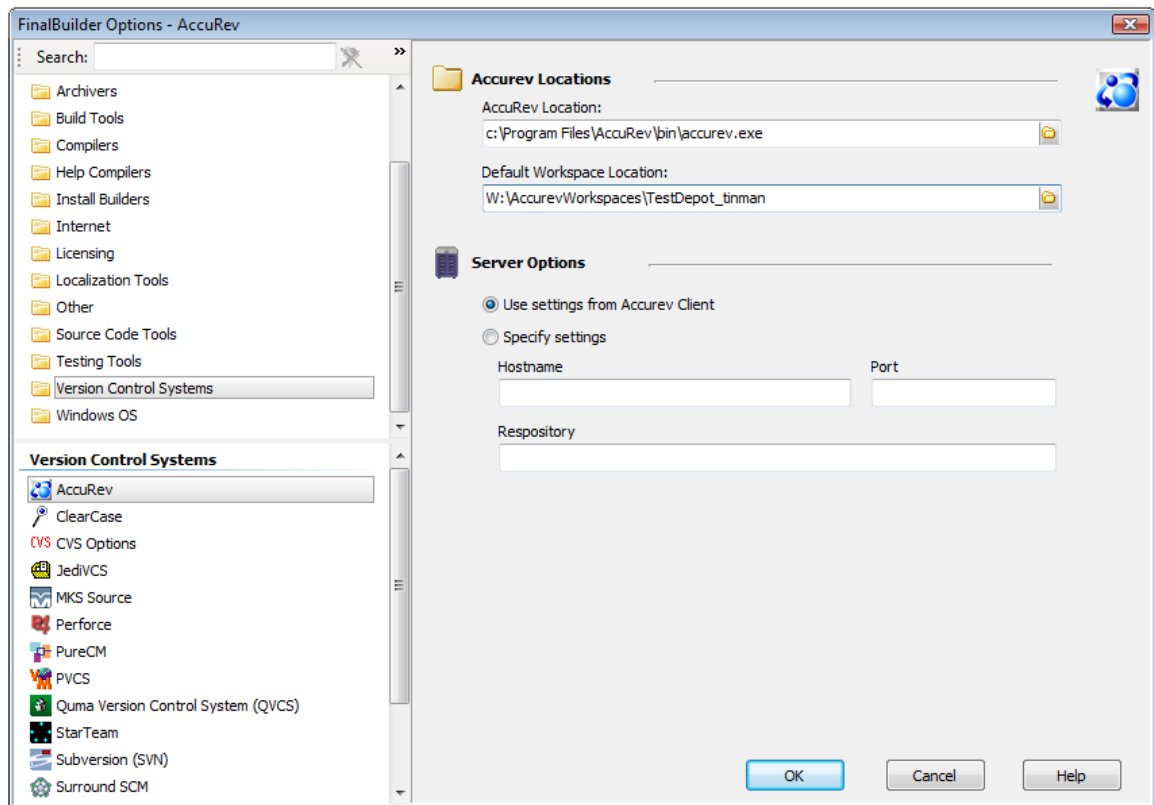 FinalBuilder Options - AccuRev
Search:
»
Archivers
Build Tools
Compilers
Help Compilers
Install Builders
Internet
Licensing
Localization Tools
Other
Source Code Tools
Testing Tools
Version Control Systems
Windows OS
Version Control Systems
AccuRev
ClearCase
CVS CVS Options
JediVCS
MKS Source
Perforce
PureCM
PVCS
Quma Version Control System (QVCS)
StarTeam
Subversion (SVN)
Surround SCM
Accurev Locations
AccuRev Location:
c:\Program Files\AccuRev\bin\accurev.exe
Default Workspace Location:
W:\AccurevWorkspaces\TestDepot_tinman
Server Options
Use settings from Accurev Client
Specify settings
Hostname Port
Respository
OK Cancel Help